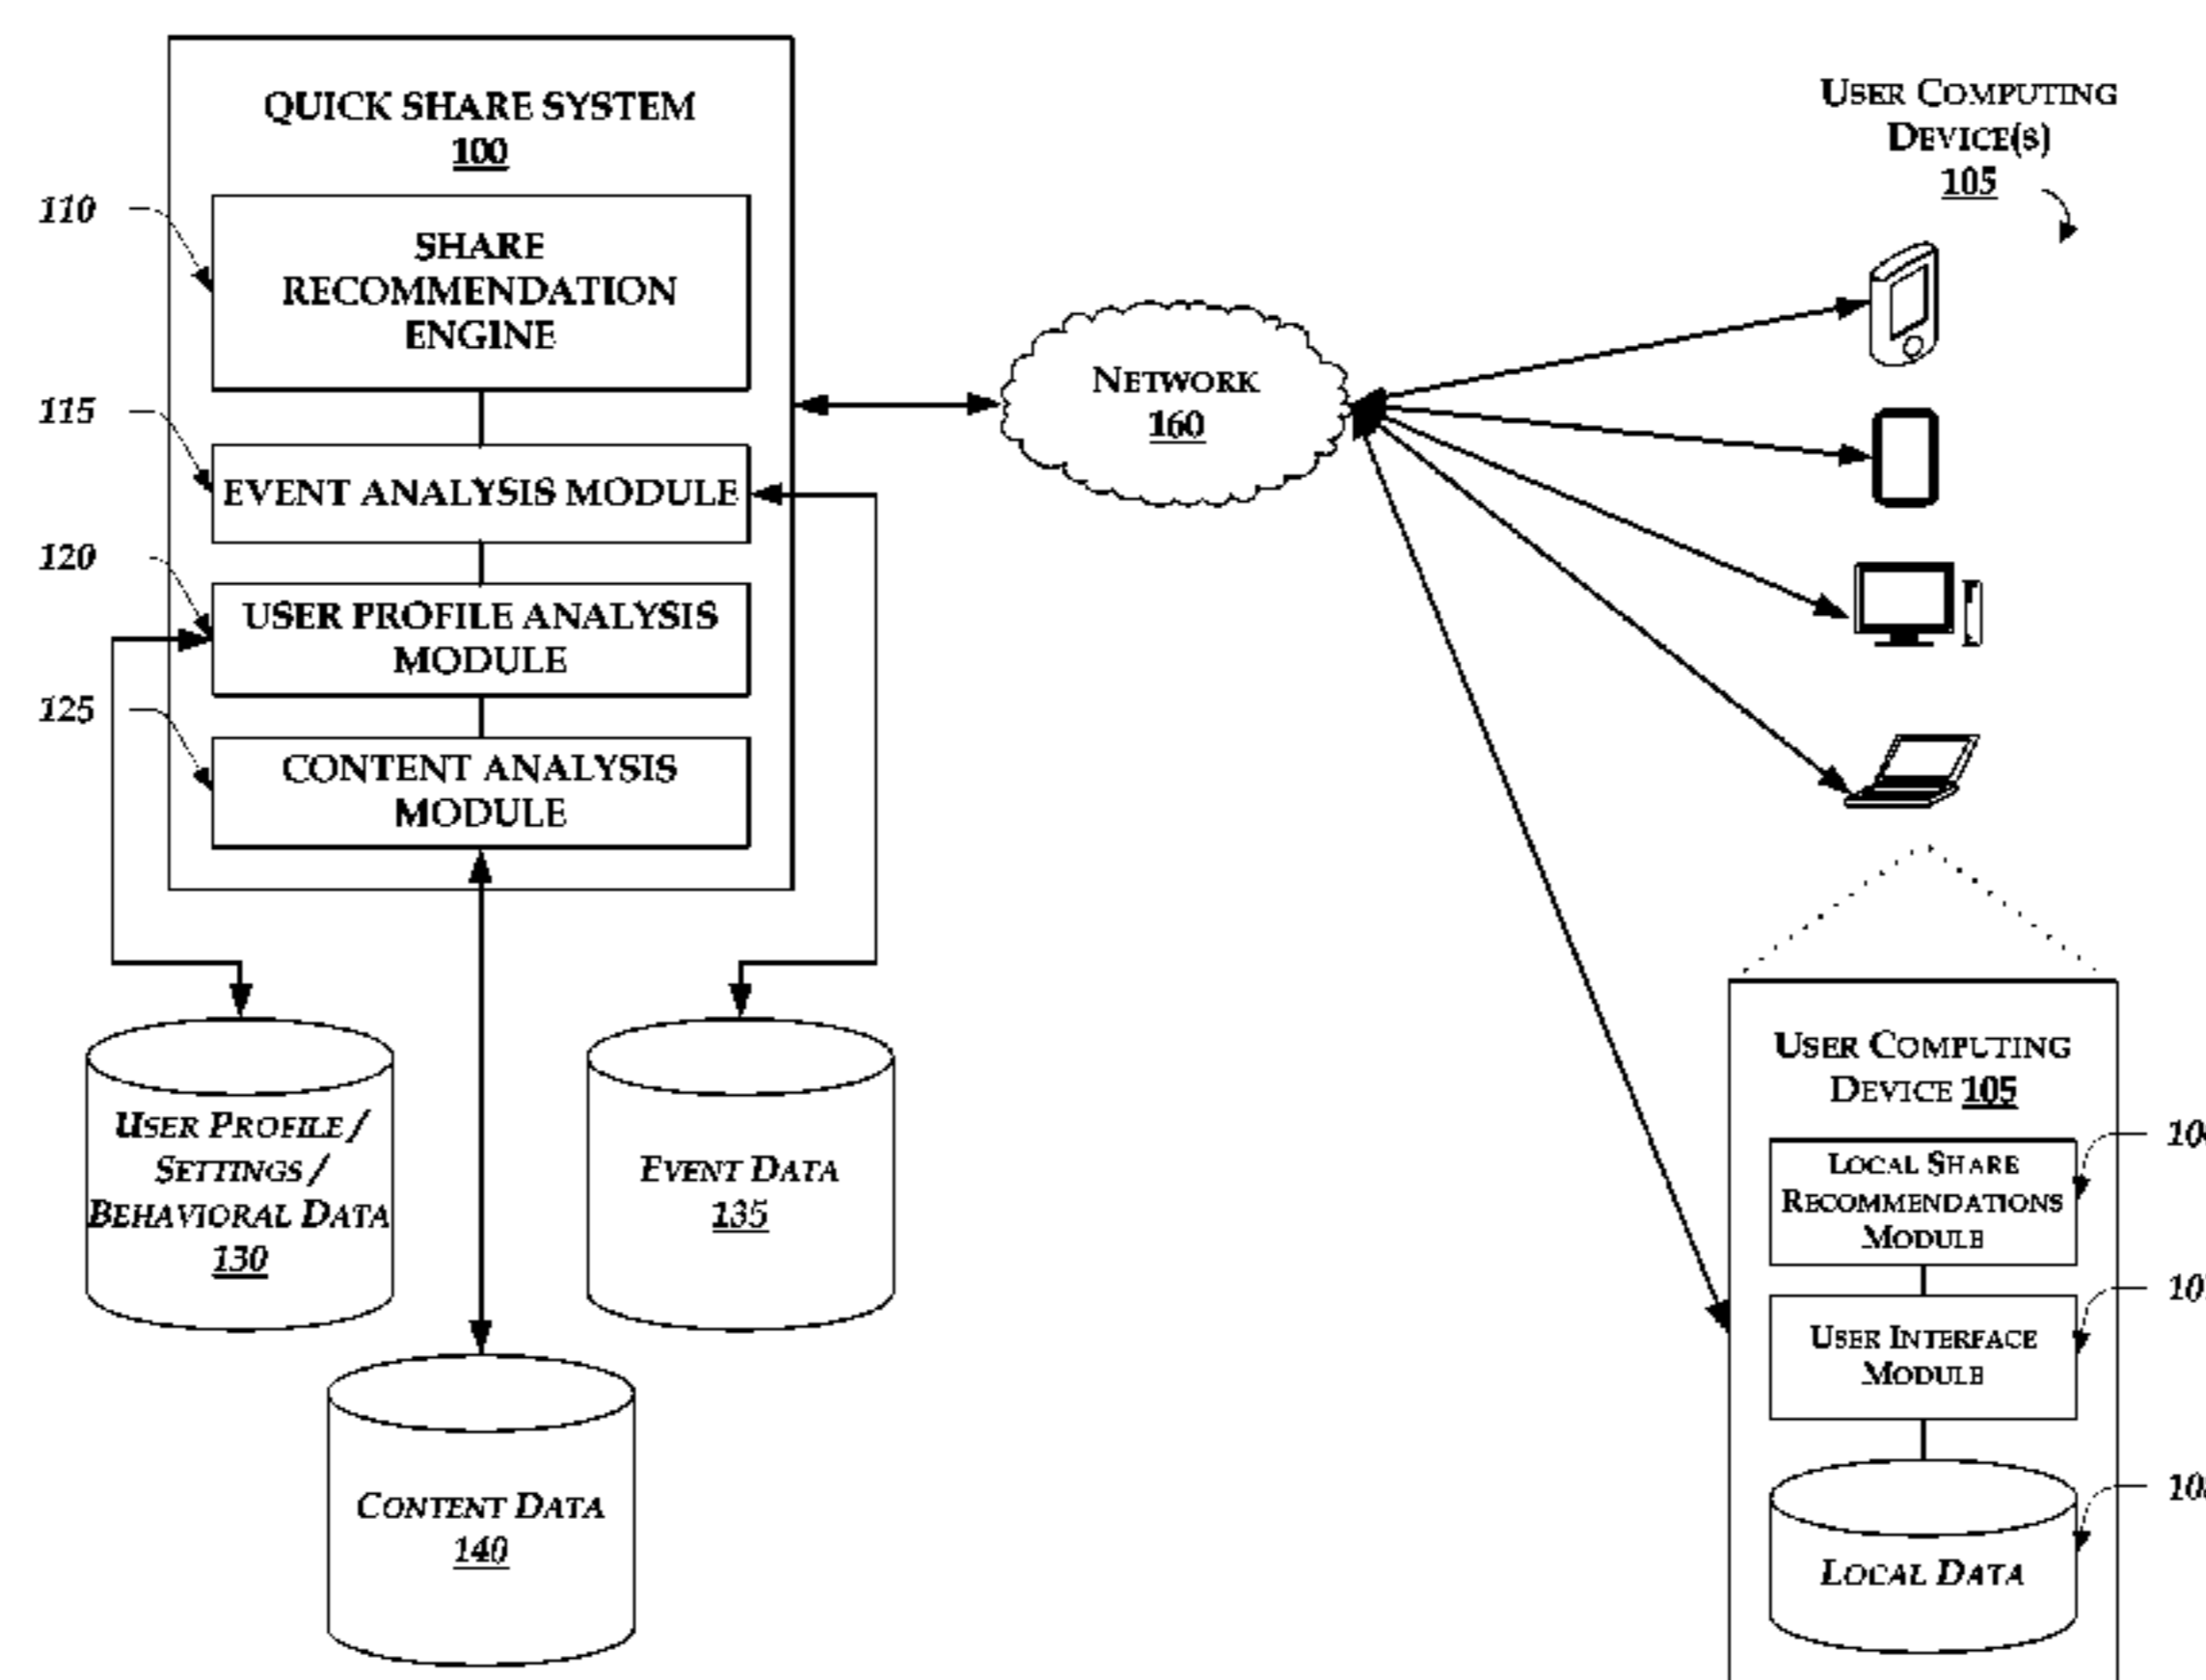 QUICK SHARE SYSTEM
100
110
SHARE
RECOMMENDATION
ENGINE
115
EVENT ANALYSIS MODULE
120
USER PROFILE ANALYSIS
MODULE
125
CONTENT ANALYSIS
MODULE
USER PROFILE /
SETTINGS /
BEHAVIORAL DATA
130
EVENT DATA
135
CONTENT DATA
140
NETWORK
160
USER COMPUTING
DEVICE(S)
105
USER COMPUTING
DEVICE 105
LOCAL SHARE
RECOMMENDATIONS
MODULE
USER INTERFACE
MODULE
LOCAL DATA